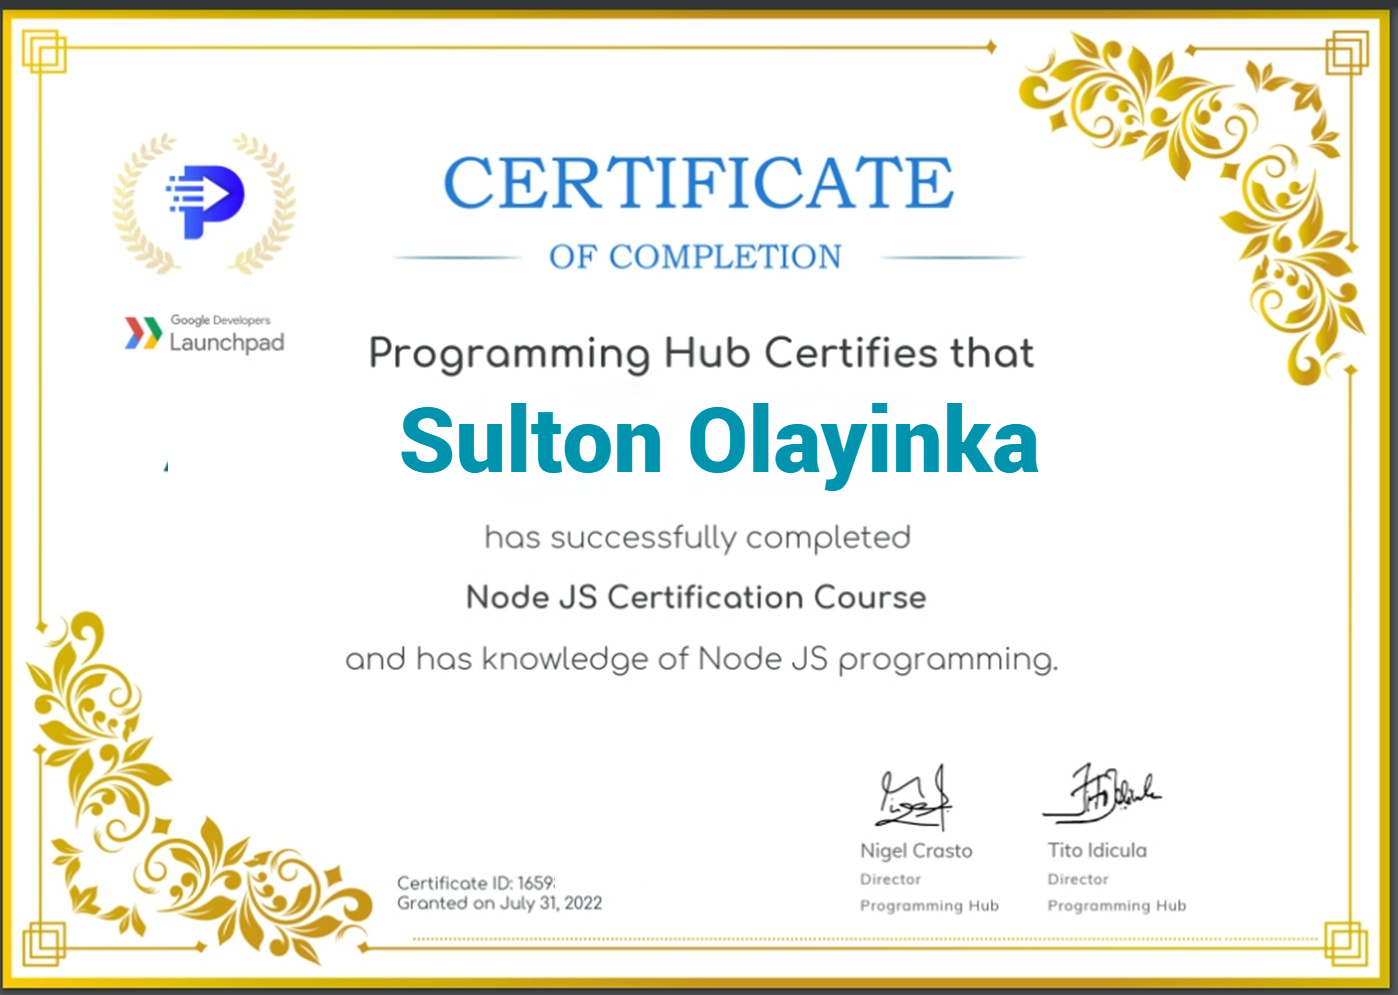 CERTIFICATE
OF COMPLETION
Google Developers
Launchpad
Programming Hub Certifies that
Sulton Olayinka
has successfully completed
Node JS Certification Course
and has knowledge of Node JS programming.
Nigel Crasto
Director
Programming Hub
Tito Idicula
Director
Programming Hub
Certificate ID: 1659
Granted on July 31, 2022